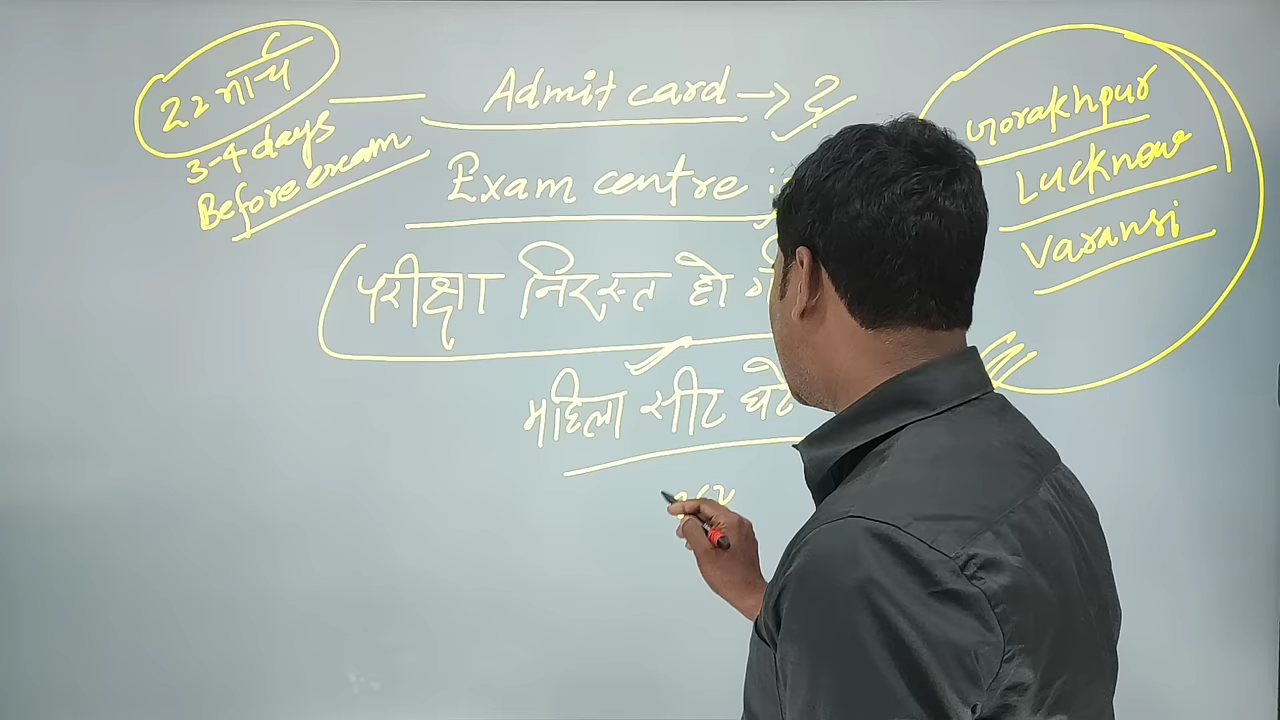 22 मार्च
3-4 days
Before exam
Admit card → ?
Exam centre :-
परीक्षा निरस्त हो
महिला सीट घटे
Gorakhpur
Lucknow
Varansi